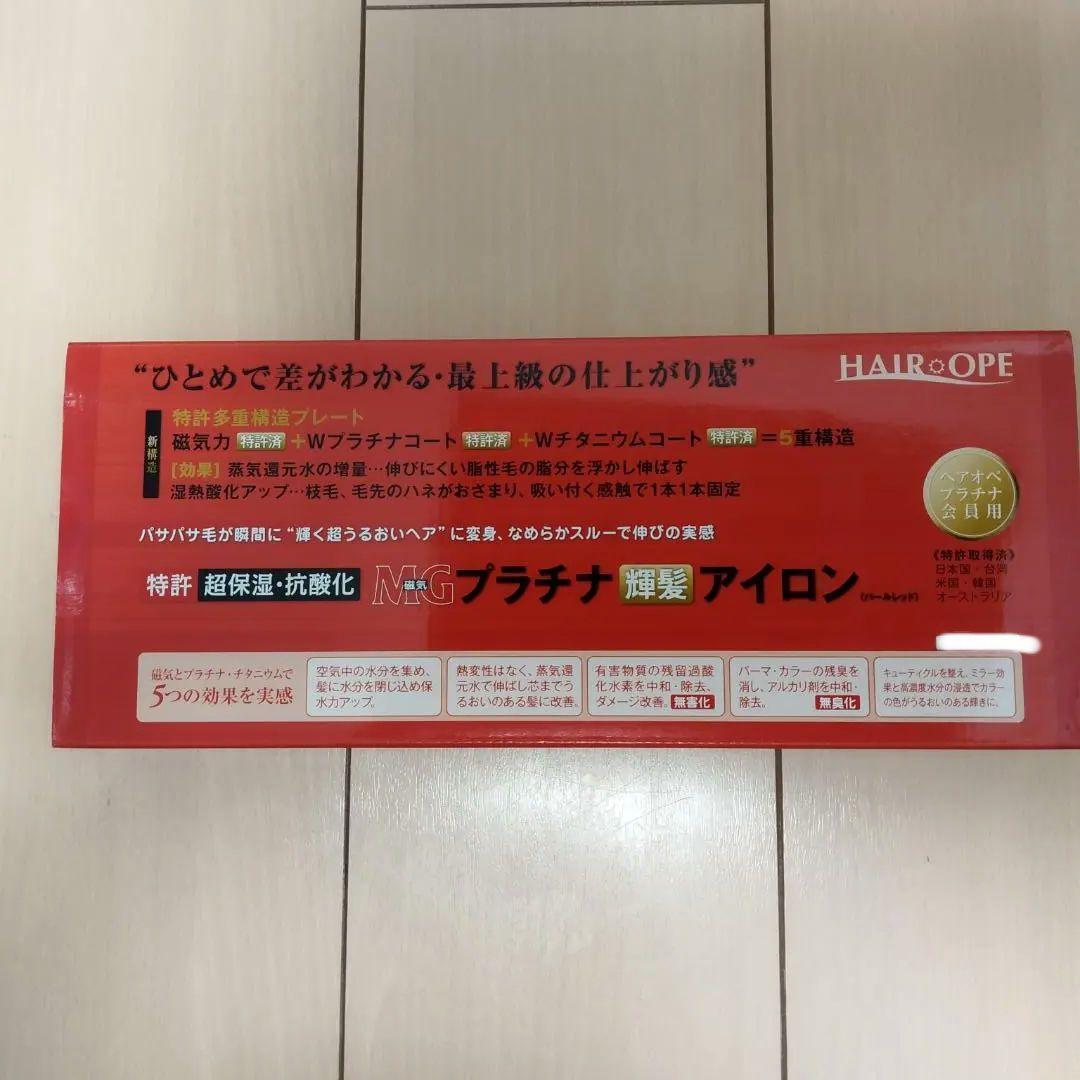 "ひとめで差がわかる・最上級の仕上がり感"
HAIR OPE
新構造
特許多重構造プレート
磁気力 特許済 +Wプラチナコート 特許済 +Wチタニウムコート 特許済 =5重構造
[効果] 蒸気還元水の増量…伸びにくい脂性毛の脂分を浮かし伸ばす
湿熱酸化アップ…枝毛、毛先のハネがおさまり、吸い付く感触で1本1本固定
ヘアオペ
プラチナ
会員用
パサパサ毛が瞬間に"輝く超うるおいヘア"に変身、なめらかスルーで伸びの実感
特許 超保湿・抗酸化 MG 磁気 プラチナ 輝髪 アイロン (パールレッド)
《特許取得済》
日本国・台湾
米国・韓国
オーストラリア
磁気とプラチナ・チタニウムで
5つの効果を実感
空気中の水分を集め、
髪に水分を閉じ込め保
水力アップ。
熱変性はなく、蒸気還
元水で伸ばし芯までう
るおいのある髪に改善。
有害物質の残留過酸
化水素を中和・除去、
ダメージ改善。 無害化
パーマ・カラーの残臭を
消し、アルカリ剤を中和・
除去。 無臭化
キューティクルを整え、ミラー効
果と高濃度水分の浸透でカラー
の色がうるおいのある輝きに。